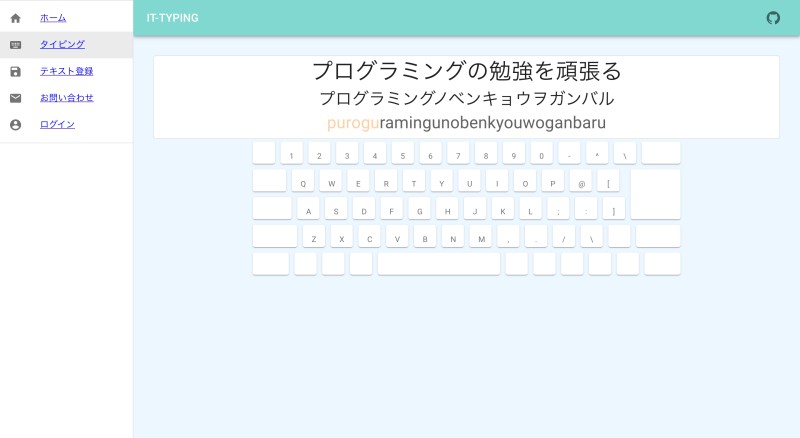 IT-TYPING
ホーム
タイピング
テキスト登録
お問い合わせ
ログイン
プログラミングの勉強を頑張る
プログラミングノベンキョウヲガンバル
puroguramingunobenkyouwoganbaru
1 2 3 4 5 6 7 8 9 0 - ^ \
Q W E R T Y U I O P @ [
A S D F G H J K L ; : ]
Z X C V B N M , . / \